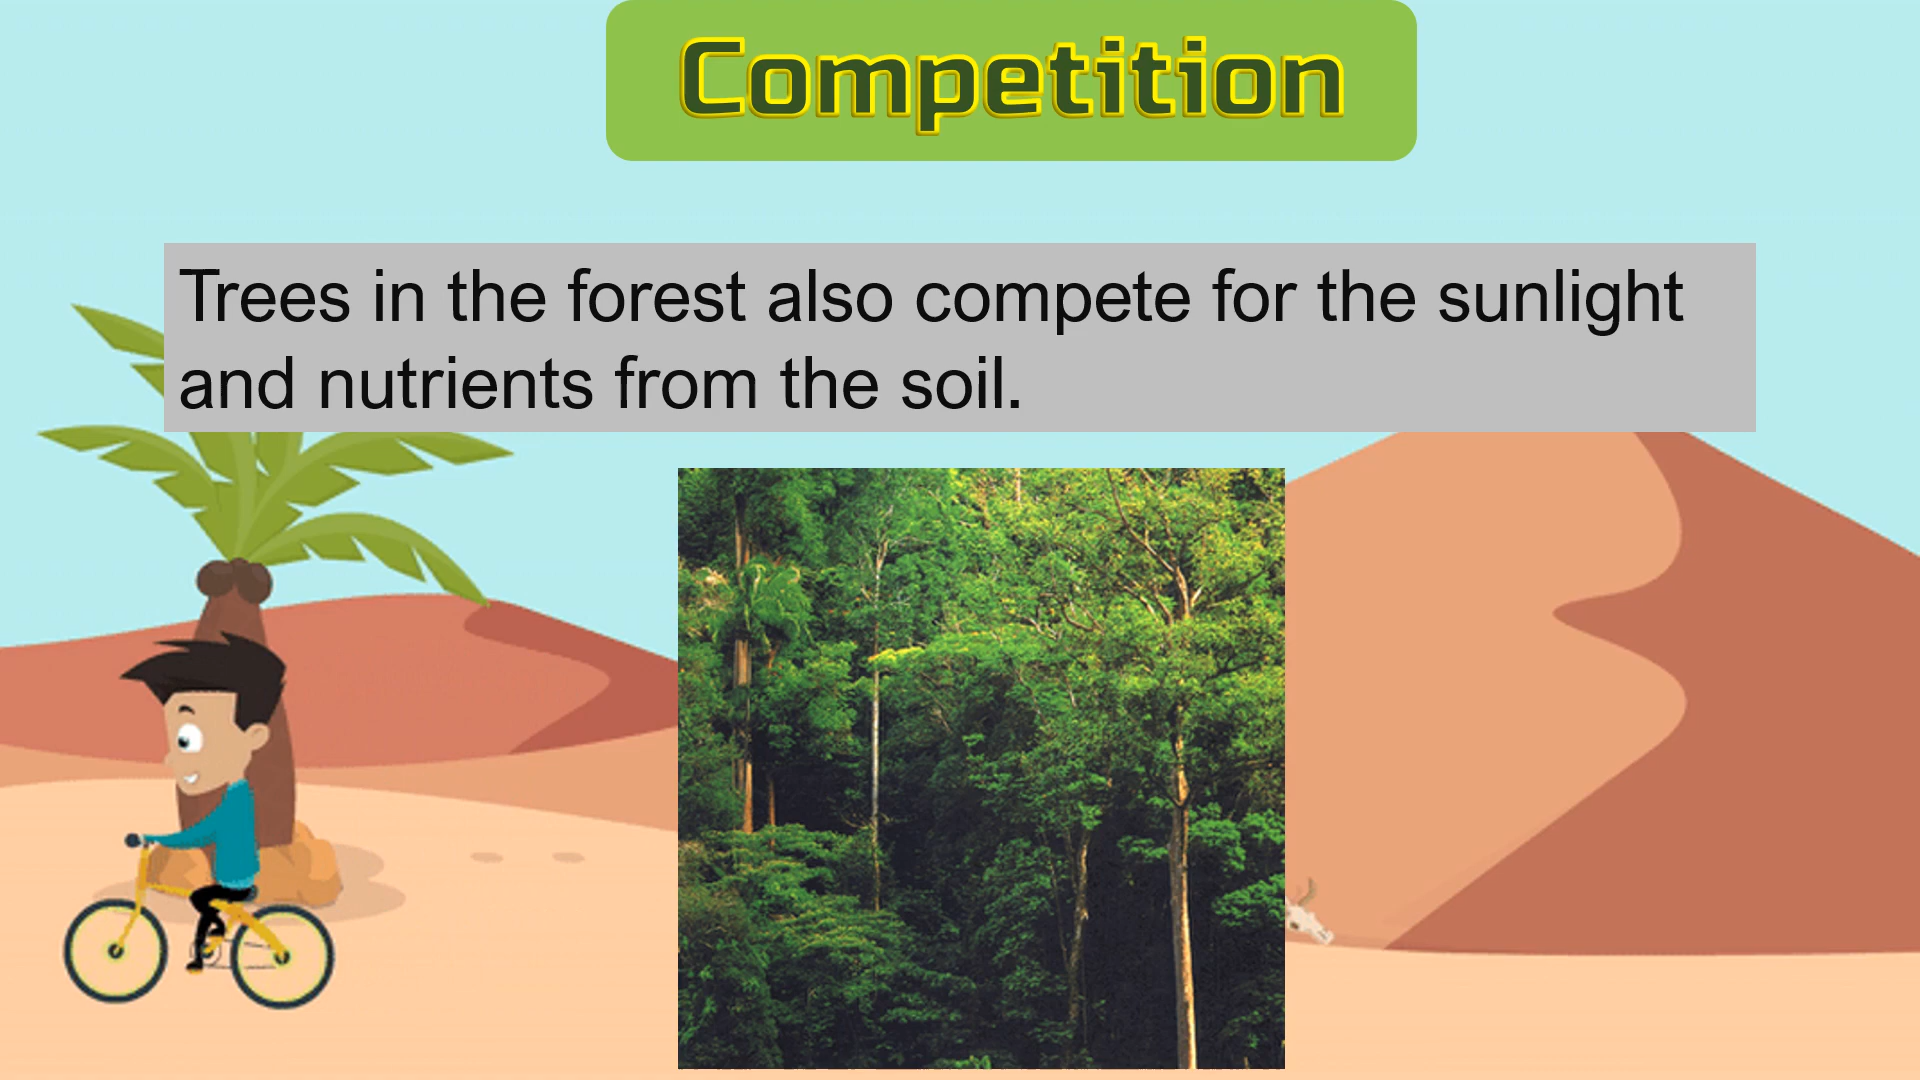 Competition
Trees in the forest also compete for the sunlight
and nutrients from the soil.